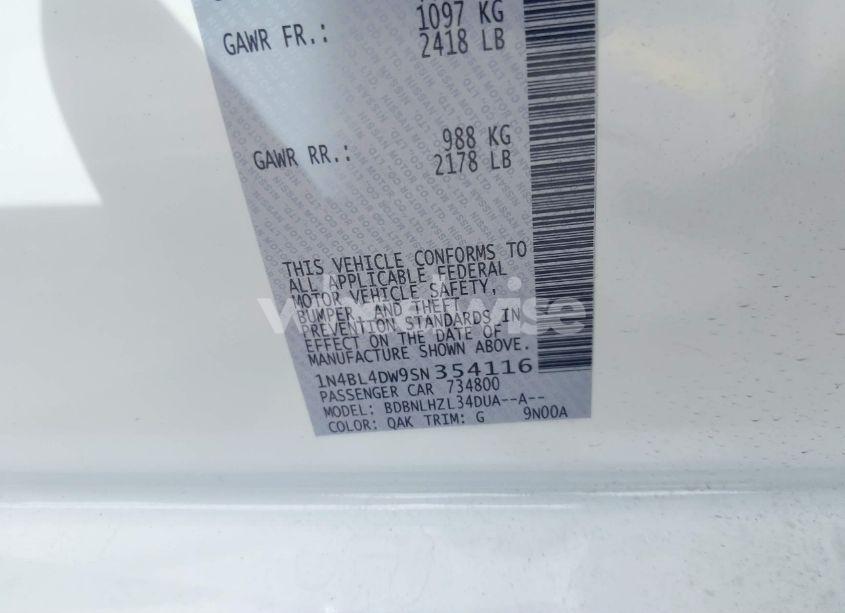 1097 KG
GAWR FR.: 2418 LB
988 KG
GAWR RR.: 2178 LB
THIS VEHICLE CONFORMS TO
ALL APPLICABLE FEDERAL
MOTOR VEHICLE SAFETY,
BUMPER, AND THEFT
PREVENTION STANDARDS IN
EFFECT ON THE DATE OF
MANUFACTURE SHOWN ABOVE.
1N4BL4DW9SN354116
PASSENGER CAR 734800
MODEL: BDBNLHZL34DUA--A--
COLOR: QAK TRIM: G 9N00A
wheelwise